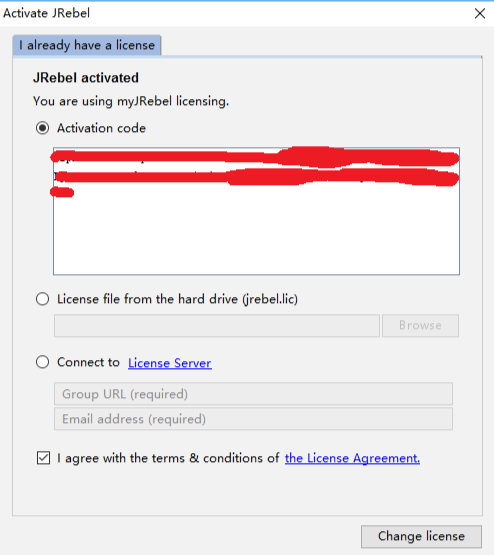 Activate JRebel
I already have a license
JRebel activated
You are using myJRebel licensing.
Activation code
License file from the hard drive (jrebel.lic)
Browse
Connect to License Server
Group URL (required)
Email address (required)
I agree with the terms & conditions of the License Agreement.
Change license